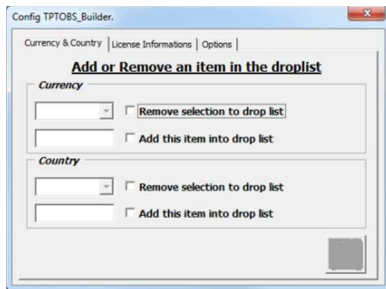 Config TPTOBS_Builder.
Currency & Country License Informations Options
Add or Remove an item in the droplist
Currency
Remove selection to drop list
Add this item into drop list
Country
Remove selection to drop list
Add this item into drop list